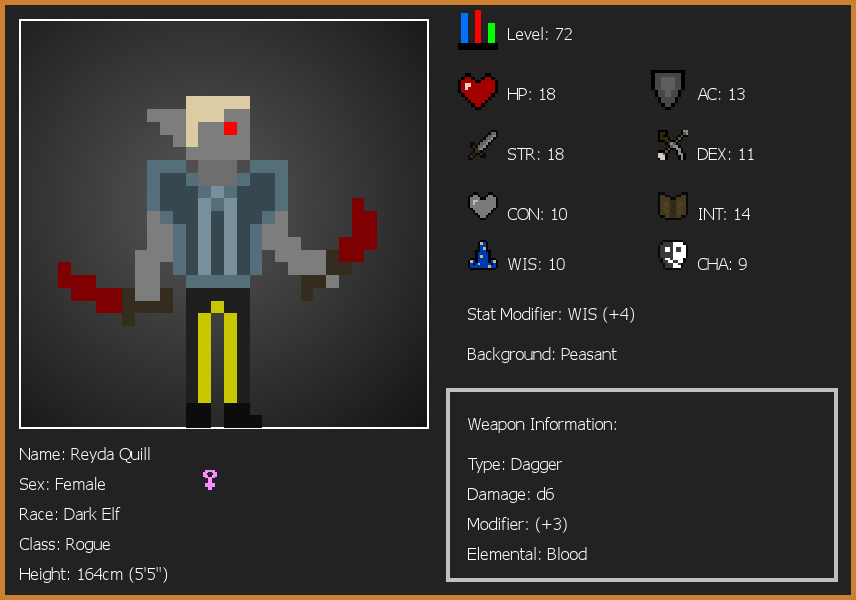 Level: 72
HP: 18
AC: 13
STR: 18
DEX: 11
CON: 10
INT: 14
WIS: 10
CHA: 9
Stat Modifier: WIS (+4)
Background: Peasant
Weapon Information:
Type: Dagger
Damage: d6
Modifier: (+3)
Elemental: Blood
Name: Reyda Quill
Sex: Female
Race: Dark Elf
Class: Rogue
Height: 164cm (5'5")